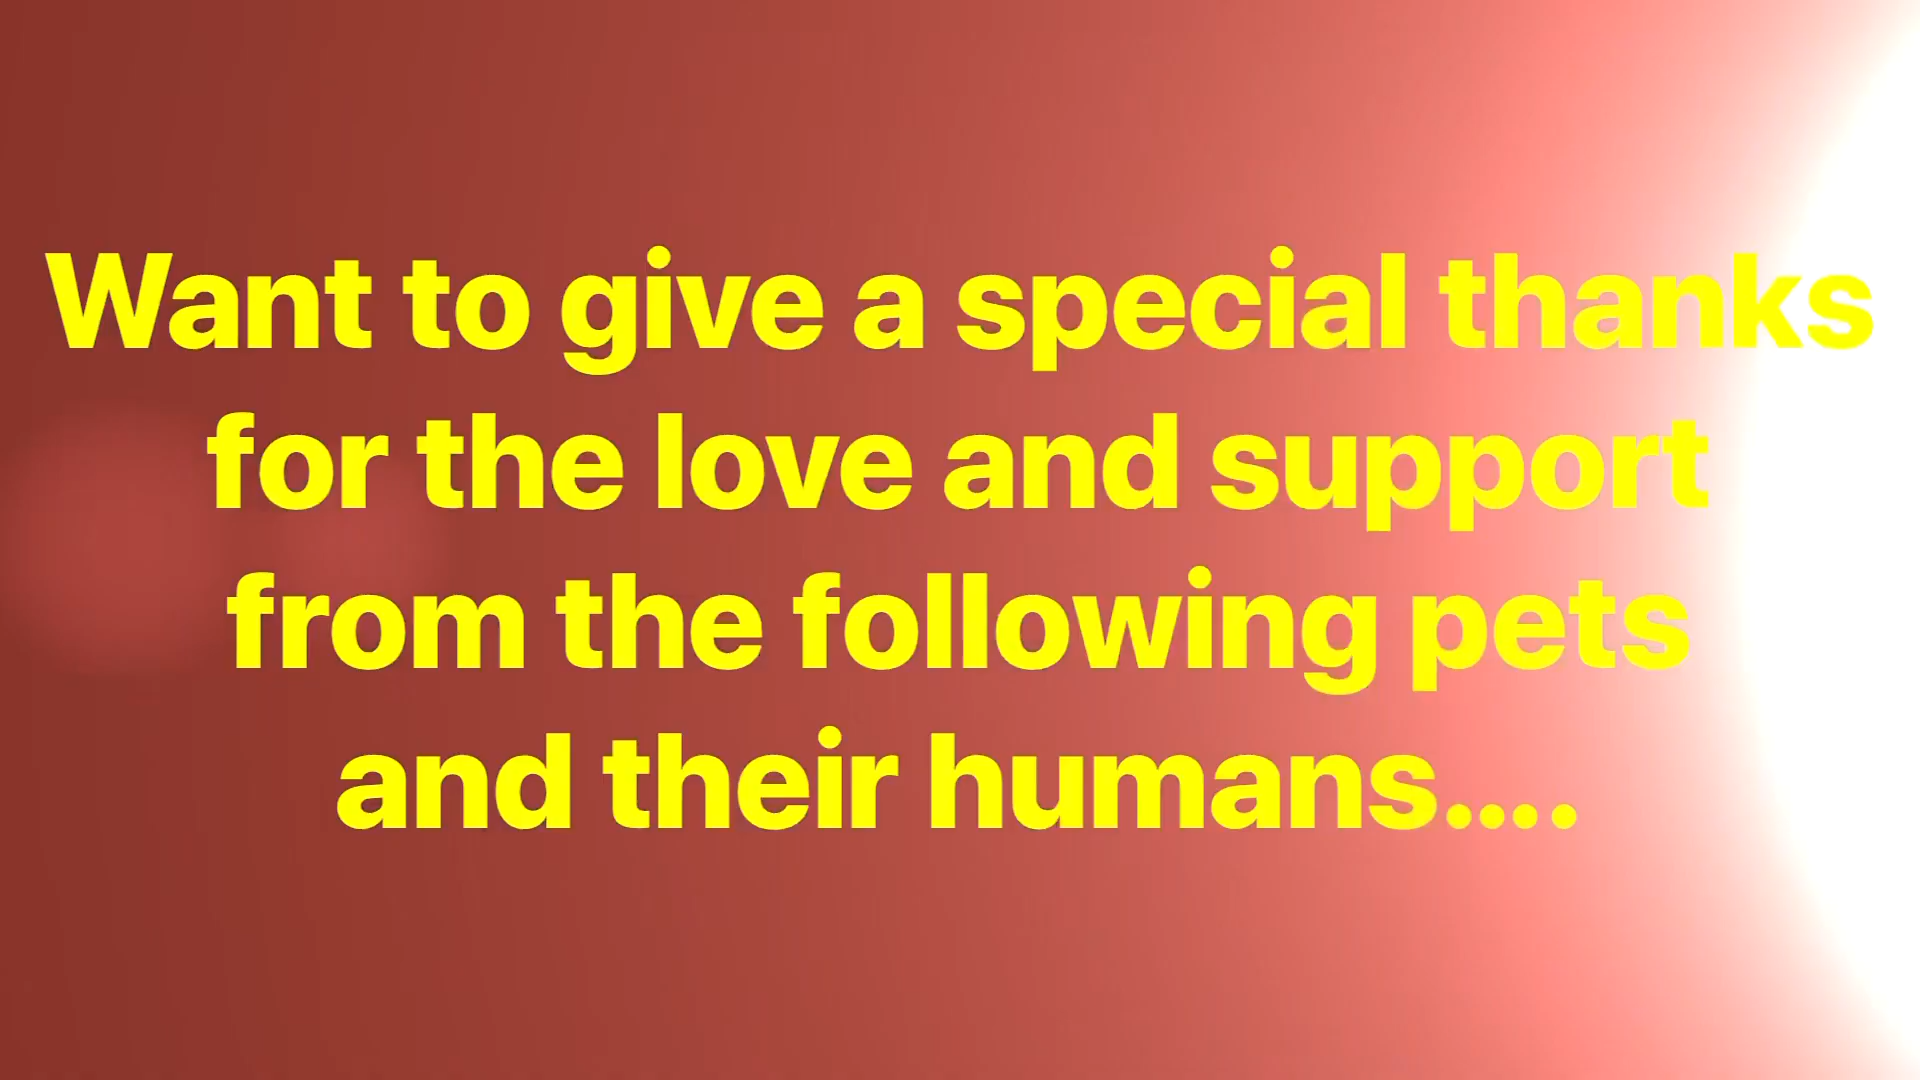 Want to give a special thanks
for the love and support
from the following pets
and their humans....